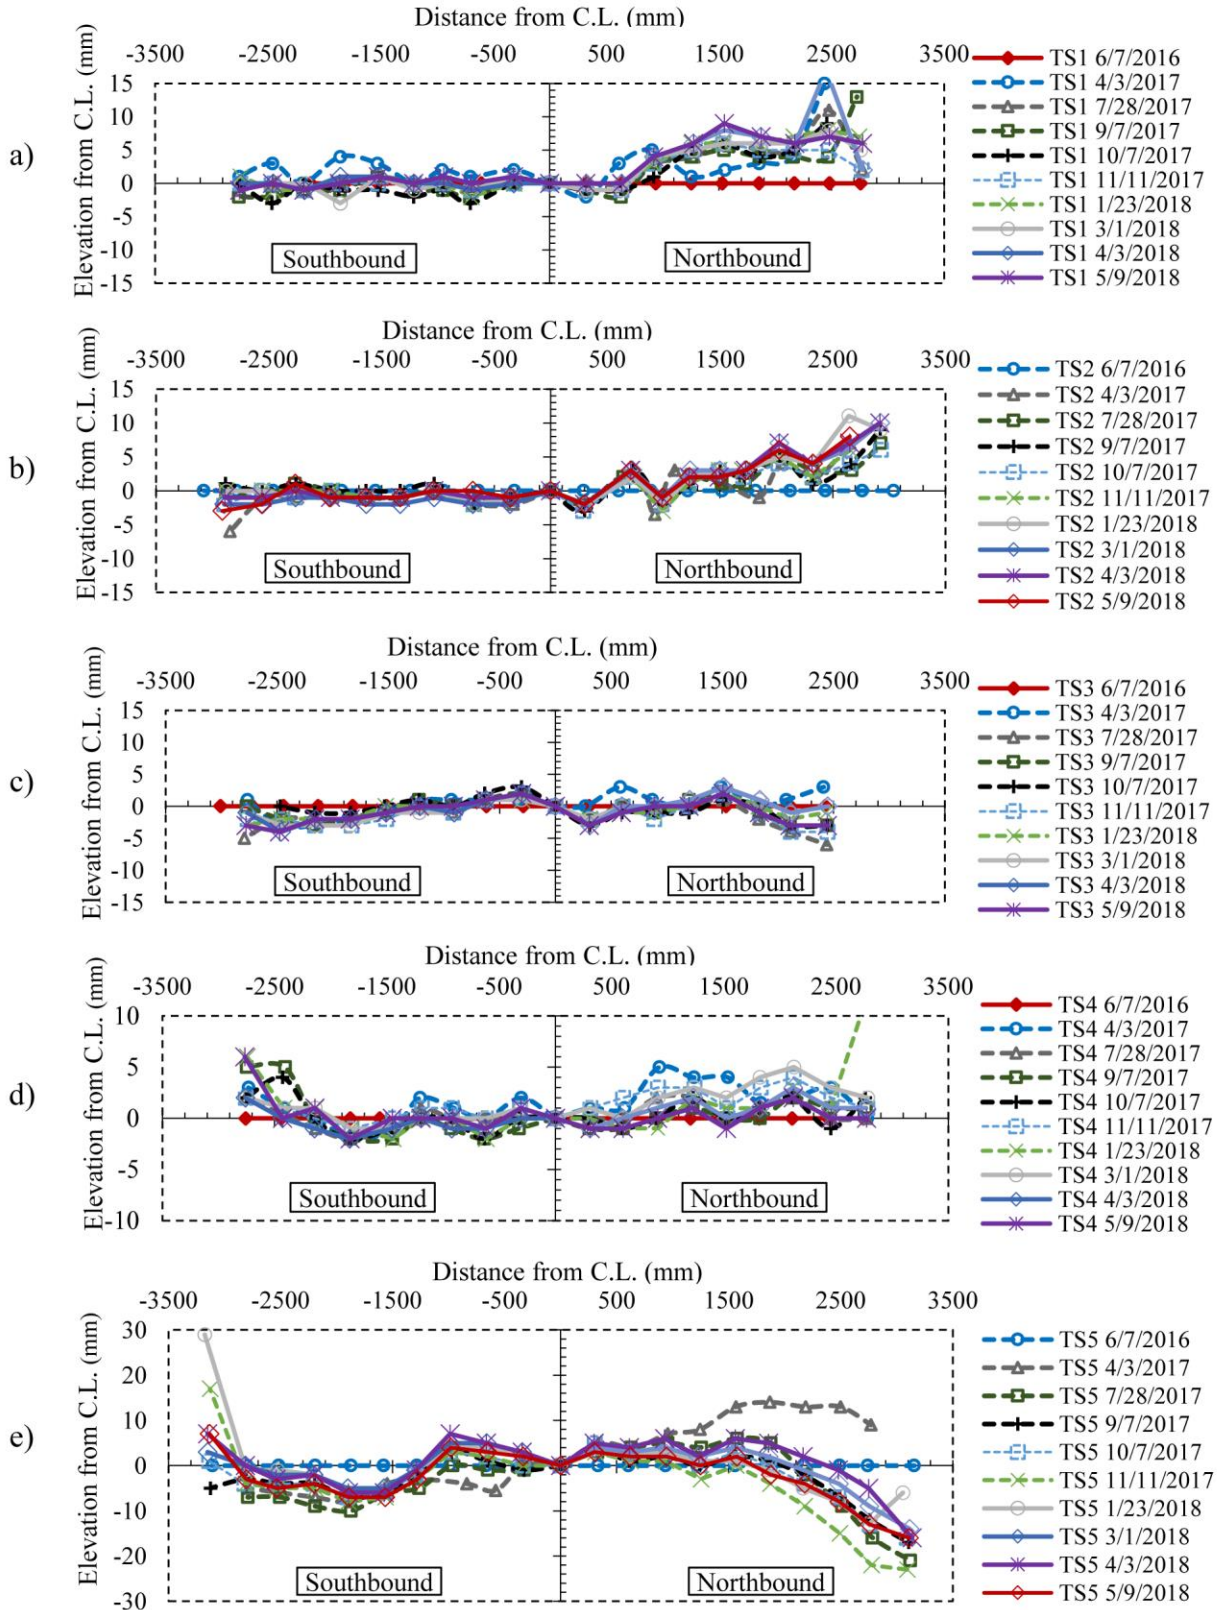 Distance from C.L. (mm)
-3500 -2500 -1500 -500 500 1500 2500 3500
a)
Elevation from C.L. (mm)
15
10
5
0
-5
-10
-15
Southbound
Northbound
TS1 6/7/2016
TS1 4/3/2017
TS1 7/28/2017
TS1 9/7/2017
TS1 10/7/2017
TS1 11/11/2017
TS1 1/23/2018
TS1 3/1/2018
TS1 4/3/2018
TS1 5/9/2018
Distance from C.L. (mm)
-3500 -2500 -1500 -500 500 1500 2500 3500
b)
Elevation from C.L. (mm)
15
10
5
0
-5
-10
-15
Southbound
Northbound
TS2 6/7/2016
TS2 4/3/2017
TS2 7/28/2017
TS2 9/7/2017
TS2 10/7/2017
TS2 11/11/2017
TS2 1/23/2018
TS2 3/1/2018
TS2 4/3/2018
TS2 5/9/2018
Distance from C.L. (mm)
-3500 -2500 -1500 -500 500 1500 2500 3500
c)
Elevation from C.L. (mm)
15
10
5
0
-5
-10
-15
Southbound
Northbound
TS3 6/7/2016
TS3 4/3/2017
TS3 7/28/2017
TS3 9/7/2017
TS3 10/7/2017
TS3 11/11/2017
TS3 1/23/2018
TS3 3/1/2018
TS3 4/3/2018
TS3 5/9/2018
Distance from C.L. (mm)
-3500 -2500 -1500 -500 500 1500 2500 3500
d)
Elevation from C.L. (mm)
10
5
0
-5
-10
Southbound
Northbound
TS4 6/7/2016
TS4 4/3/2017
TS4 7/28/2017
TS4 9/7/2017
TS4 10/7/2017
TS4 11/11/2017
TS4 1/23/2018
TS4 3/1/2018
TS4 4/3/2018
TS4 5/9/2018
Distance from C.L. (mm)
-3500 -2500 -1500 -500 500 1500 2500 3500
e)
Elevation from C.L. (mm)
30
20
10
0
-10
-20
-30
Southbound
Northbound
TS5 6/7/2016
TS5 4/3/2017
TS5 7/28/2017
TS5 9/7/2017
TS5 10/7/2017
TS5 11/11/2017
TS5 1/23/2018
TS5 3/1/2018
TS5 4/3/2018
TS5 5/9/2018